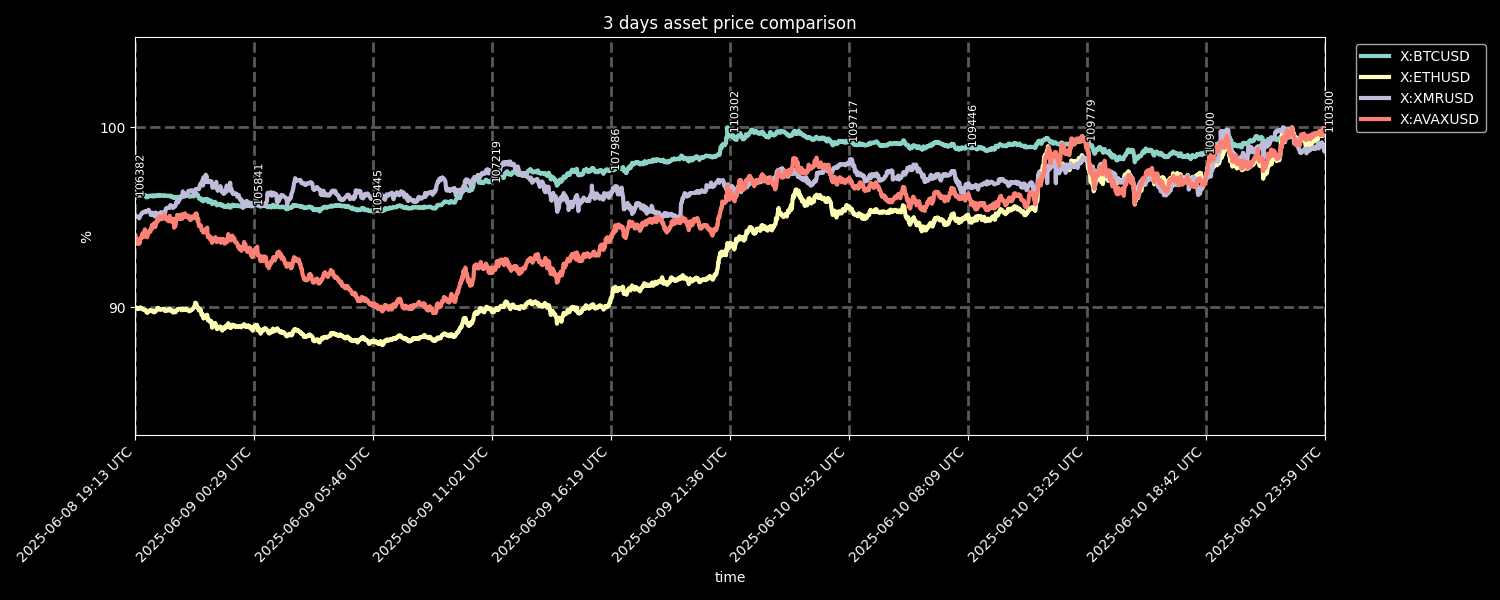 3 days asset price comparison
X:BTCUSD
X:ETHUSD
X:XMRUSD
X:AVAXUSD
100
90
%
106382
105841
105445
107219
107986
110302
109717
109446
109779
109000
110300
2025-06-08 19:13 UTC
2025-06-09 00:29 UTC
2025-06-09 05:46 UTC
2025-06-09 11:02 UTC
2025-06-09 16:19 UTC
2025-06-09 21:36 UTC
2025-06-10 02:52 UTC
2025-06-10 08:09 UTC
2025-06-10 13:25 UTC
2025-06-10 18:42 UTC
2025-06-10 23:59 UTC
time